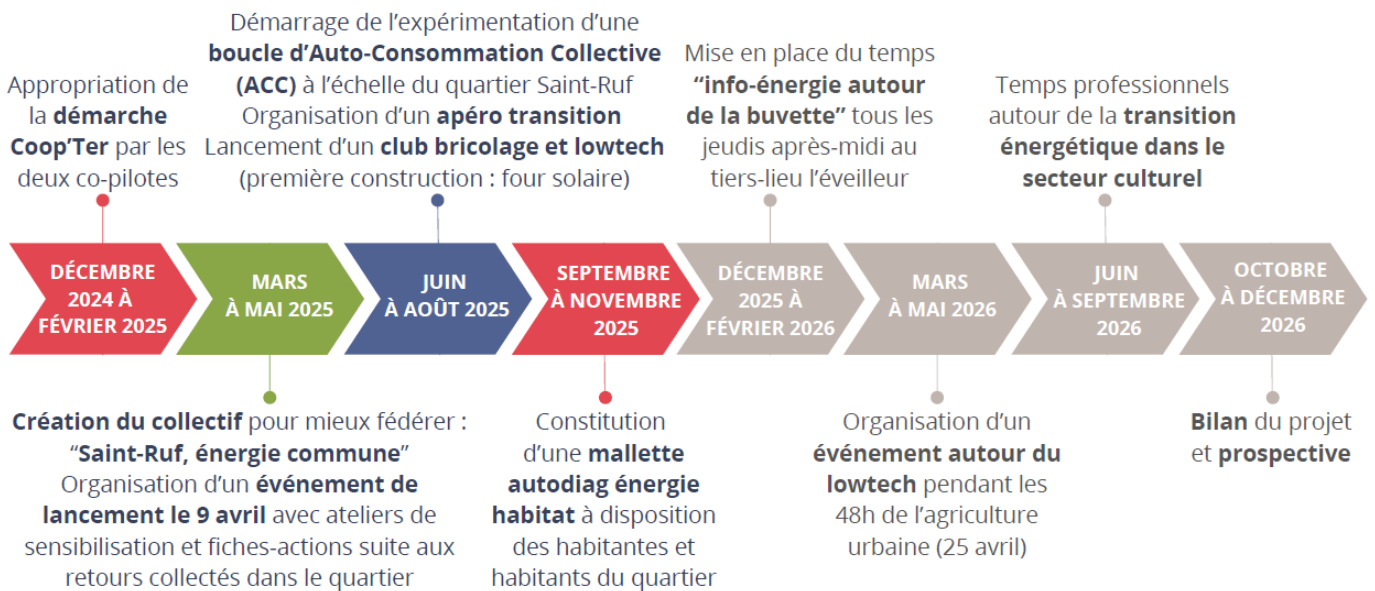 Appropriation de
la démarche
Coop’Ter par les
deux co-pilotes
Démarrage de l’expérimentation d’une
boucle d’Auto-Consommation Collective
(ACC) à l’échelle du quartier Saint-Ruf
Organisation d’un apéro transition
Lancement d’un club bricolage et lowtech
(première construction : four solaire)
Mise en place du temps
“info-énergie autour
de la buvette” tous les
jeudis après-midi au
tiers-lieu l’éveilleur
Temps professionnels
autour de la transition
énergétique dans le
secteur culturel
DÉCEMBRE
2024 À
FÉVRIER 2025
MARS
À MAI 2025
JUIN
À AOÛT 2025
SEPTEMBRE
À NOVEMBRE
2025
DÉCEMBRE
2025 À
FÉVRIER 2026
MARS
À MAI 2026
JUIN
À SEPTEMBRE
2026
OCTOBRE
À DÉCEMBRE
2026
Création du collectif pour mieux fédérer :
“Saint-Ruf, énergie commune”
Organisation d’un événement de
lancement le 9 avril avec ateliers de
sensibilisation et fiches-actions suite aux
retours collectés dans le quartier
Constitution
d’une mallette
autodiag énergie
habitat à disposition
des habitantes et
habitants du quartier
Organisation d’un
événement autour du
lowtech pendant les
48h de l’agriculture
urbaine (25 avril)
Bilan du projet
et prospective